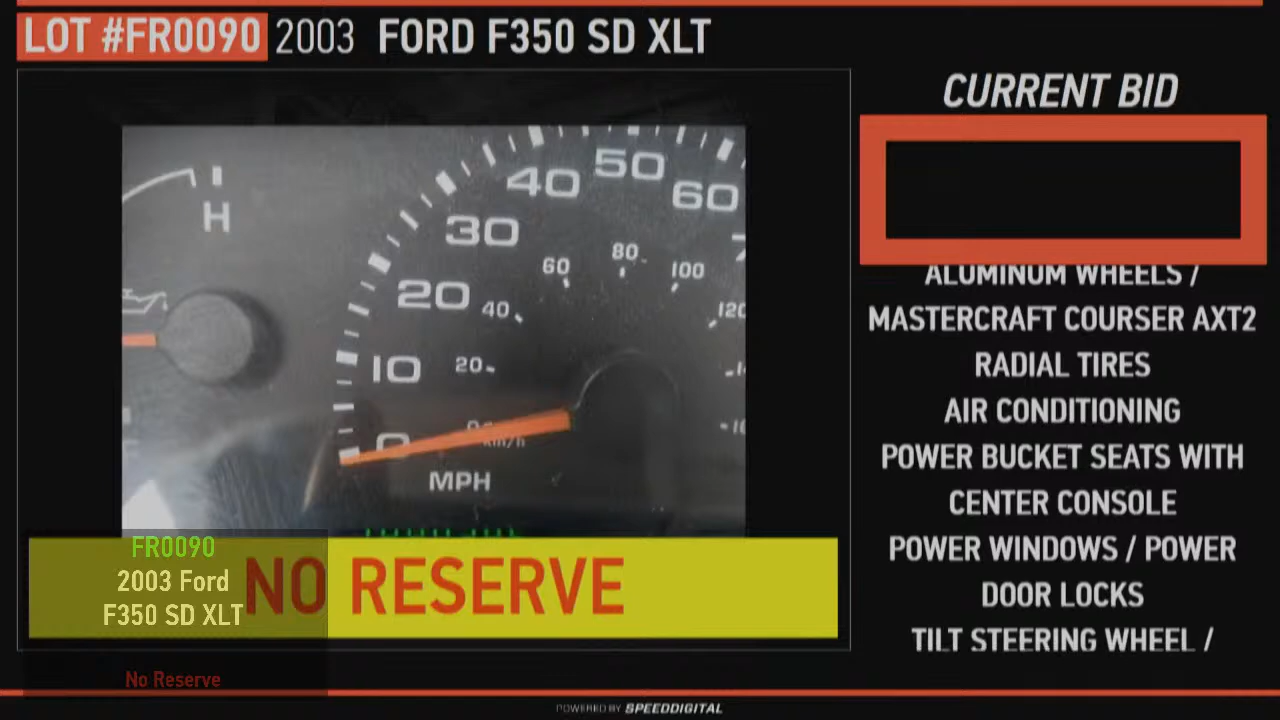 LOT #FR0090 2003 FORD F350 SD XLT
CURRENT BID
ALUMINUM WHEELS /
MASTERCRAFT COURSER AXT2
RADIAL TIRES
AIR CONDITIONING
POWER BUCKET SEATS WITH
CENTER CONSOLE
POWER WINDOWS / POWER
DOOR LOCKS
TILT STEERING WHEEL /
H
0
10
20
30
40
50
60
20
40
60
80
100
120
km/h
MPH
NO RESERVE
FR0090
2003 Ford
F350 SD XLT
No Reserve
POWERED BY SPEEDDIGITAL